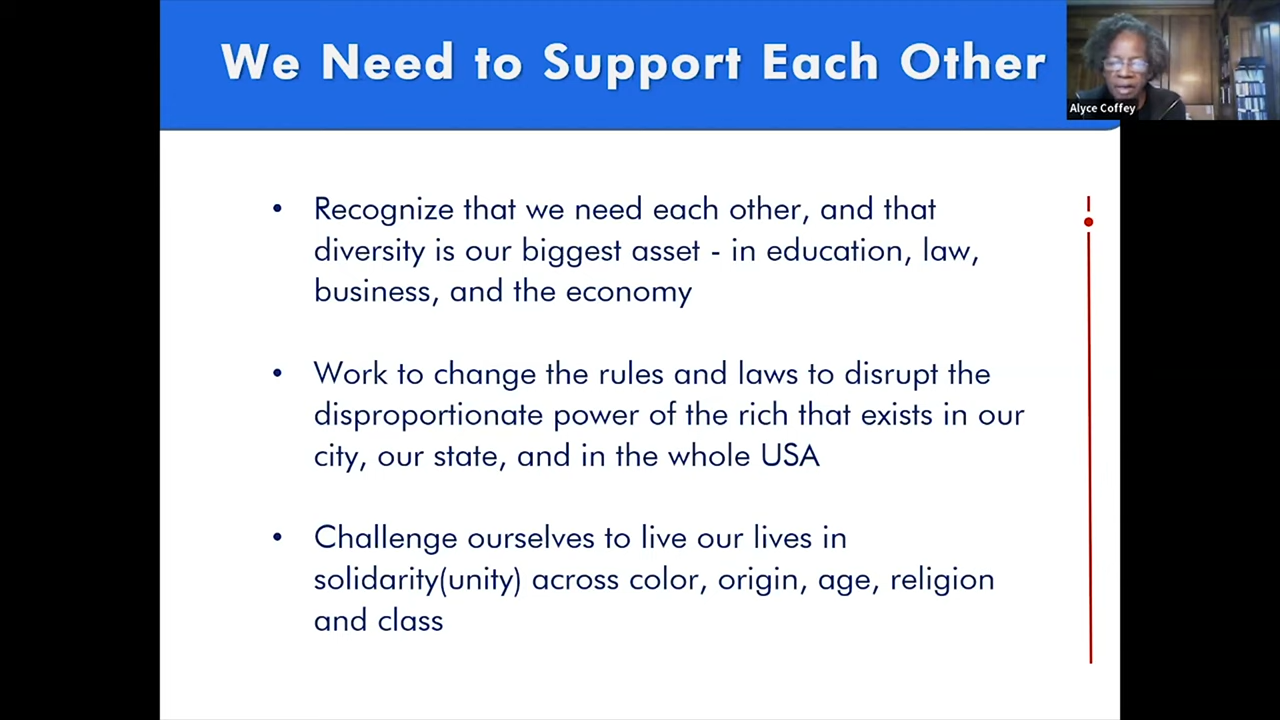 We Need to Support Each Other
Alyce Coffey
• Recognize that we need each other, and that
diversity is our biggest asset - in education, law,
business, and the economy
• Work to change the rules and laws to disrupt the
disproportionate power of the rich that exists in our
city, our state, and in the whole USA
• Challenge ourselves to live our lives in
solidarity(unity) across color, origin, age, religion
and class